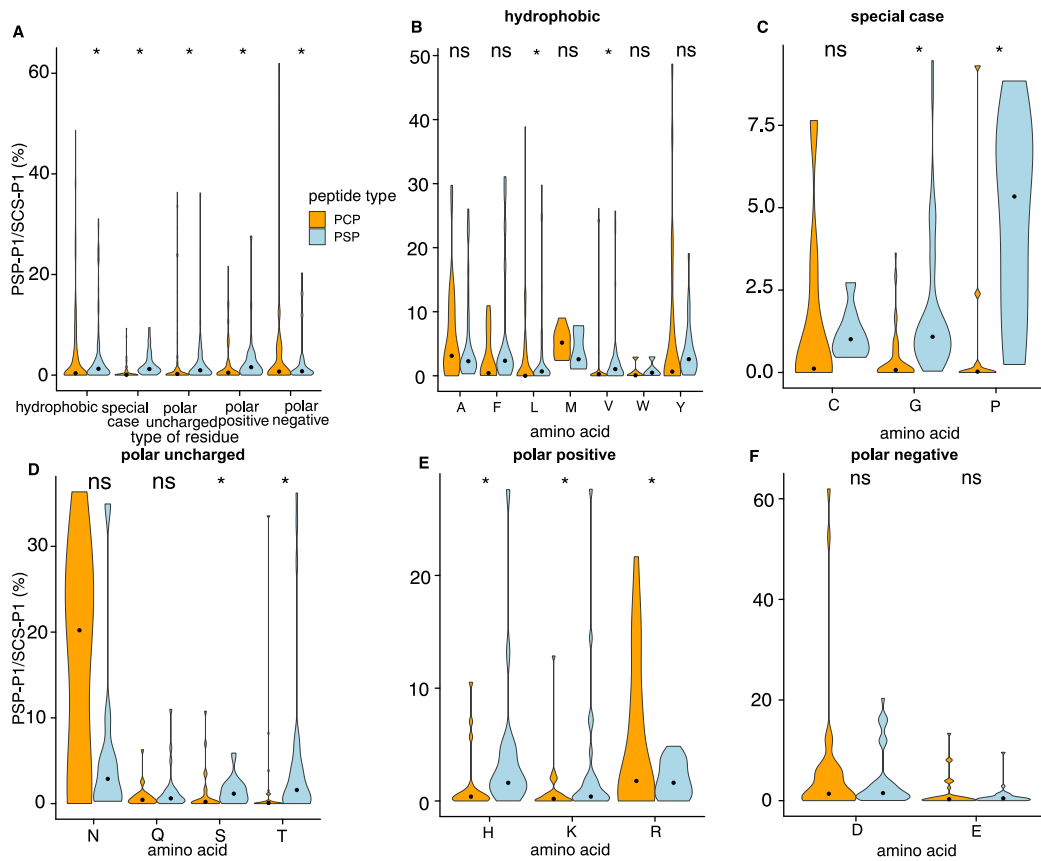 A
* * * * *
PSP-P1/SCS-P1 (%)
60
40
20
0
hydrophobic special case polar uncharged polar positive polar negative
type of residue
peptide type
PCP
PSP
B
hydrophobic
ns ns * ns * ns ns
50
40
30
20
10
0
A F L M V W Y
amino acid
C
special case
ns * *
7.5
5.0
2.5
0.0
C G P
amino acid
D
polar uncharged
ns ns * *
PSP-P1/SCS-P1 (%)
30
20
10
0
N Q S T
amino acid
E
polar positive
* * *
20
10
0
H K R
amino acid
F
polar negative
ns ns
60
40
20
0
D E
amino acid